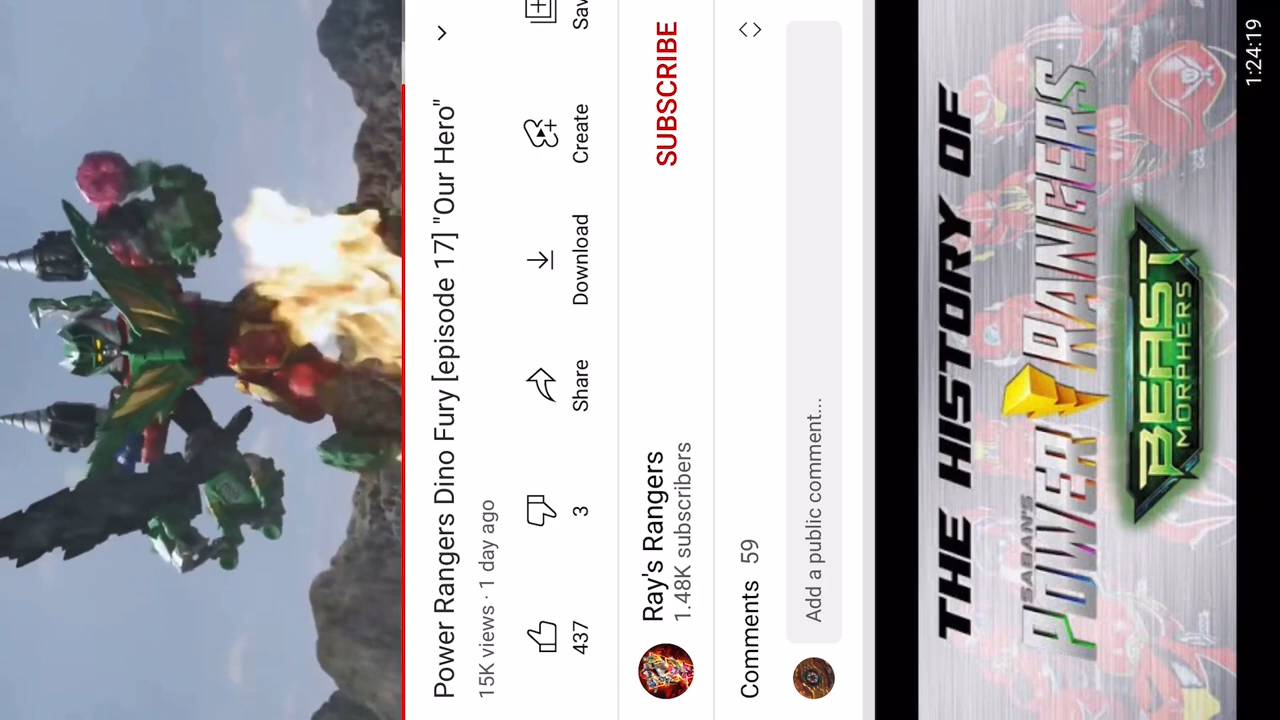 Power Rangers Dino Fury [episode 17] "Our Hero"
15K views · 1 day ago
437
3
Share
Download
Create
Sav
Ray's Rangers
1.48K subscribers
SUBSCRIBE
Comments 59
Add a public comment...
THE HISTORY OF
SABAN'S
POWER RANGERS
BEAST
MORPHERS
1:24:19